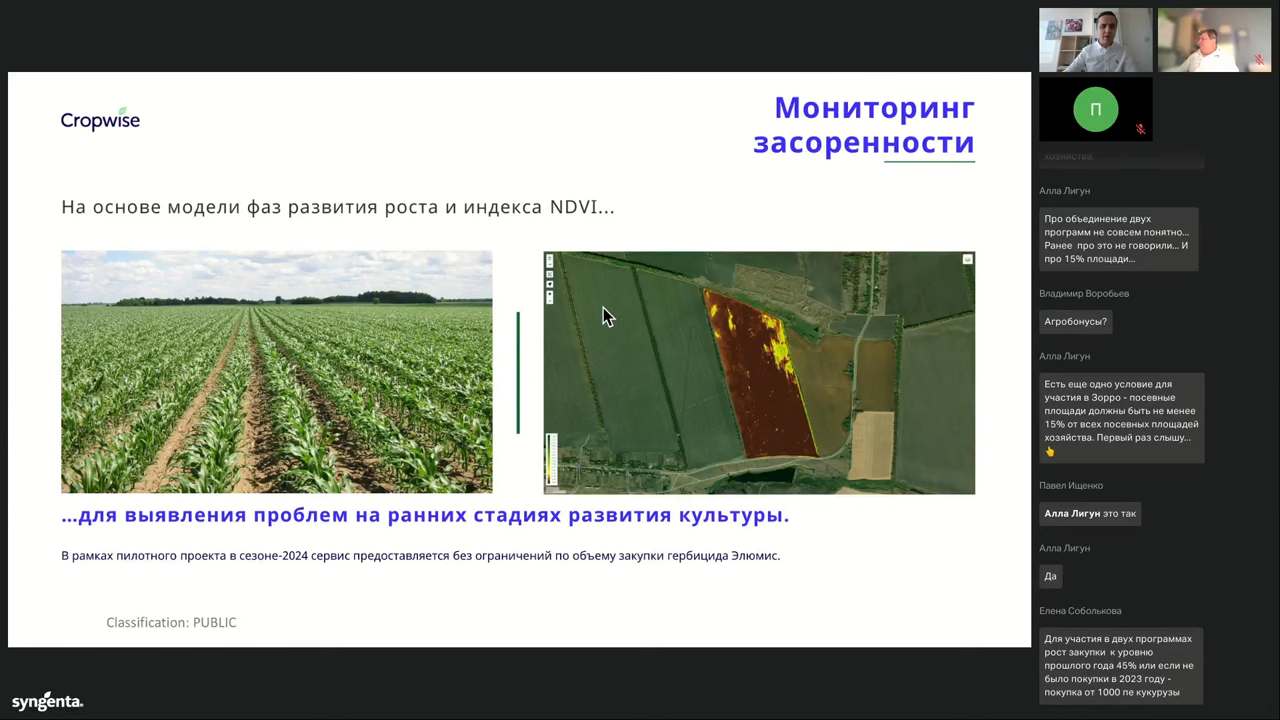 Cropwise
Мониторинг
засоренности
На основе модели фаз развития роста и индекса NDVI...
...для выявления проблем на ранних стадиях развития культуры.
В рамках пилотного проекта в сезоне-2024 сервис предоставляется без ограничений по объему закупки гербицида Элюмис.
Classification: PUBLIC
syngenta.
П
хозяйства.
Алла Лигун
Про объединение двух
программ не совсем понятно...
Ранее про это не говорили... И
про 15% площади...
Владимир Воробьев
Агробонусы?
Алла Лигун
Есть еще одно условие для
участия в Зорро - посевные
площади должны быть не менее
15% от всех посевных площадей
хозяйства. Первый раз слышу...
👆
Павел Ищенко
Алла Лигун это так
Алла Лигун
Да
Елена Соболькова
Для участия в двух программах
рост закупки к уровню
прошлого года 45% или если не
было покупки в 2023 году -
покупка от 1000 пе кукурузы